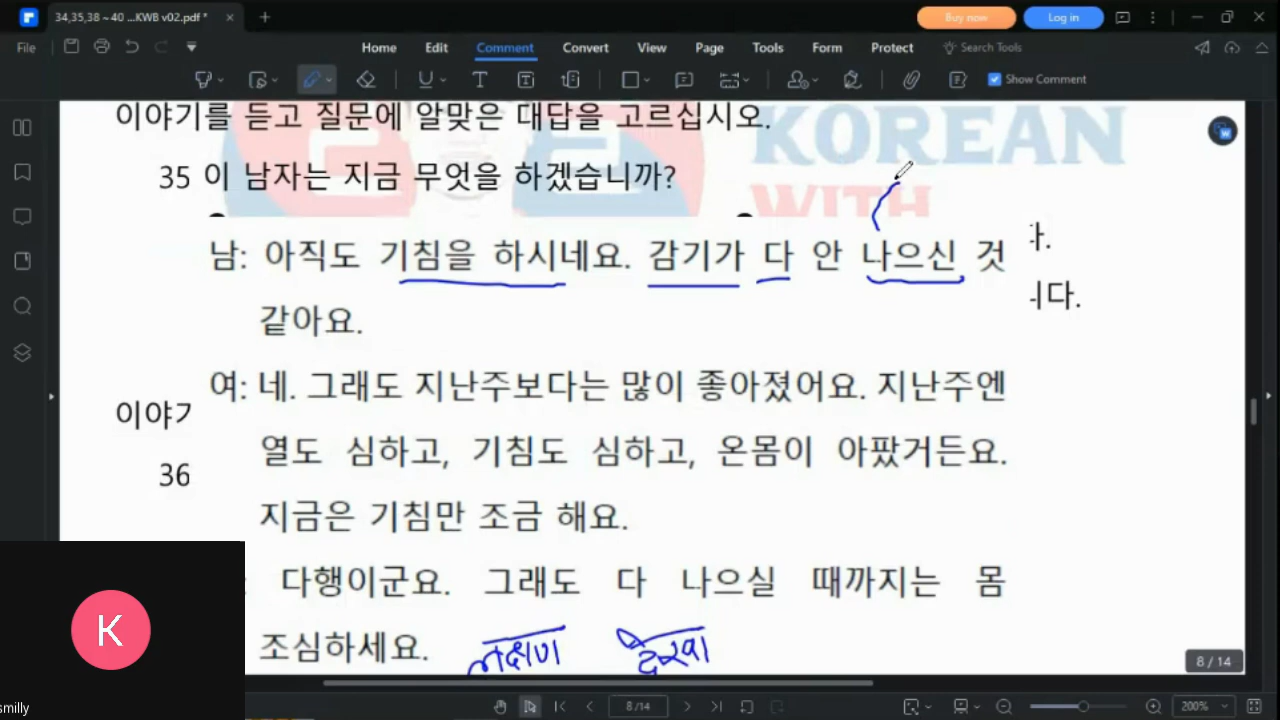 34,35,38 ~ 40 ...KWB v02.pdf *
Buy now
Log in
File
Home Edit Comment Convert View Page Tools Form Protect
Search Tools
Show Comment
KOREAN
WITH
이야기를 듣고 질문에 알맞은 대답을 고르십시오.
35 이 남자는 지금 무엇을 하겠습니까?
남: 아직도 기침을 하시네요. 감기가 다 안 나으신 것
같아요.
여: 네. 그래도 지난주보다는 많이 좋아졌어요. 지난주엔
열도 심하고, 기침도 심하고, 온몸이 아팠거든요.
지금은 기침만 조금 해요.
다행이군요. 그래도 다 나으실 때까지는 몸
조심하세요.
니다.
이야기
36
लक्षण
K
smilly
8 / 14
8 /14
200%